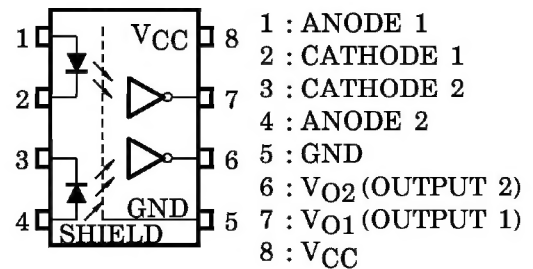 1
2
3
4
VCC
GND
SHIELD
8
7
6
5
1 : ANODE 1
2 : CATHODE 1
3 : CATHODE 2
4 : ANODE 2
5 : GND
6 : VO2 (OUTPUT 2)
7 : VO1 (OUTPUT 1)
8 : VCC